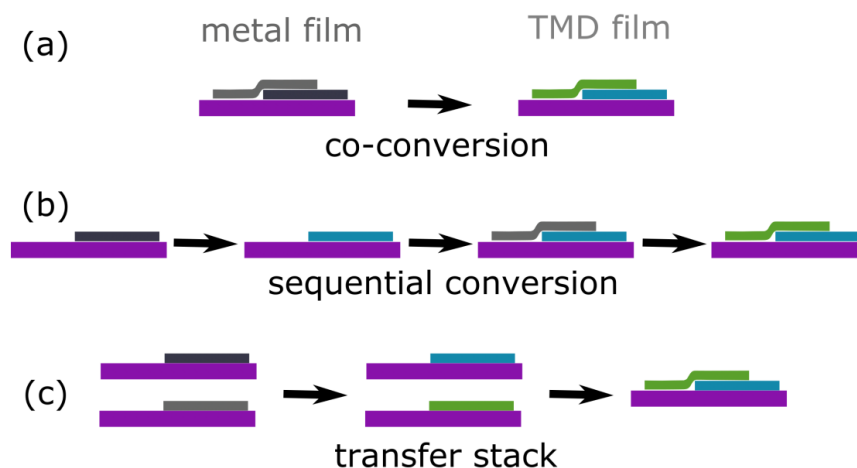 metal film
TMD film
(a)
co-conversion
(b)
sequential conversion
(c)
transfer stack